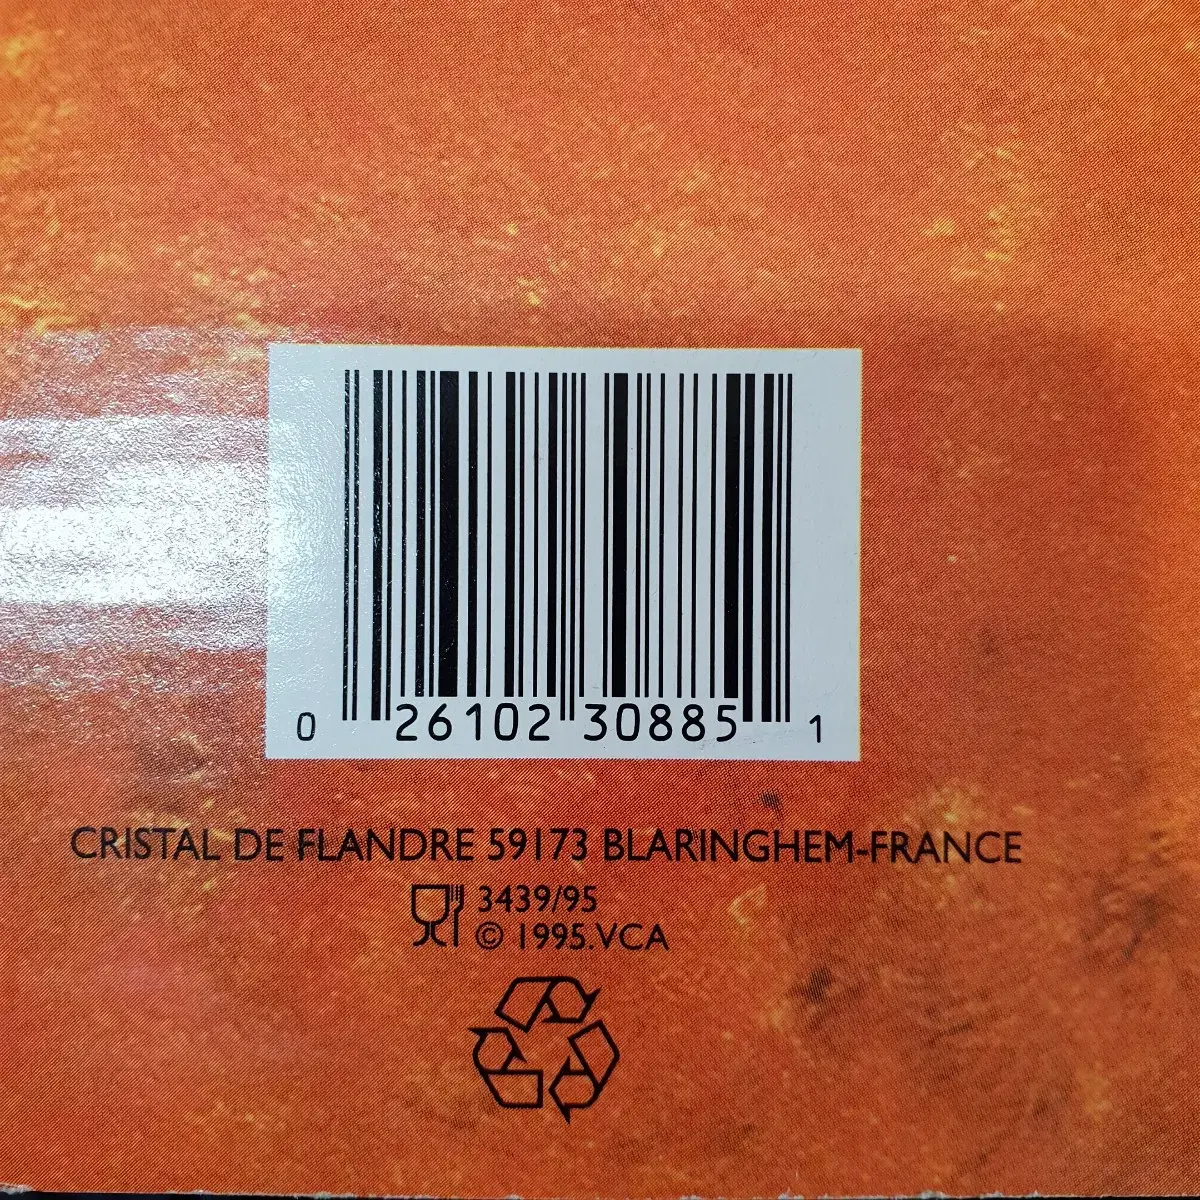 0 26102 30885 1
CRISTAL DE FLANDRE 59173 BLARINGHEM-FRANCE
3439/95
© 1995.VCA